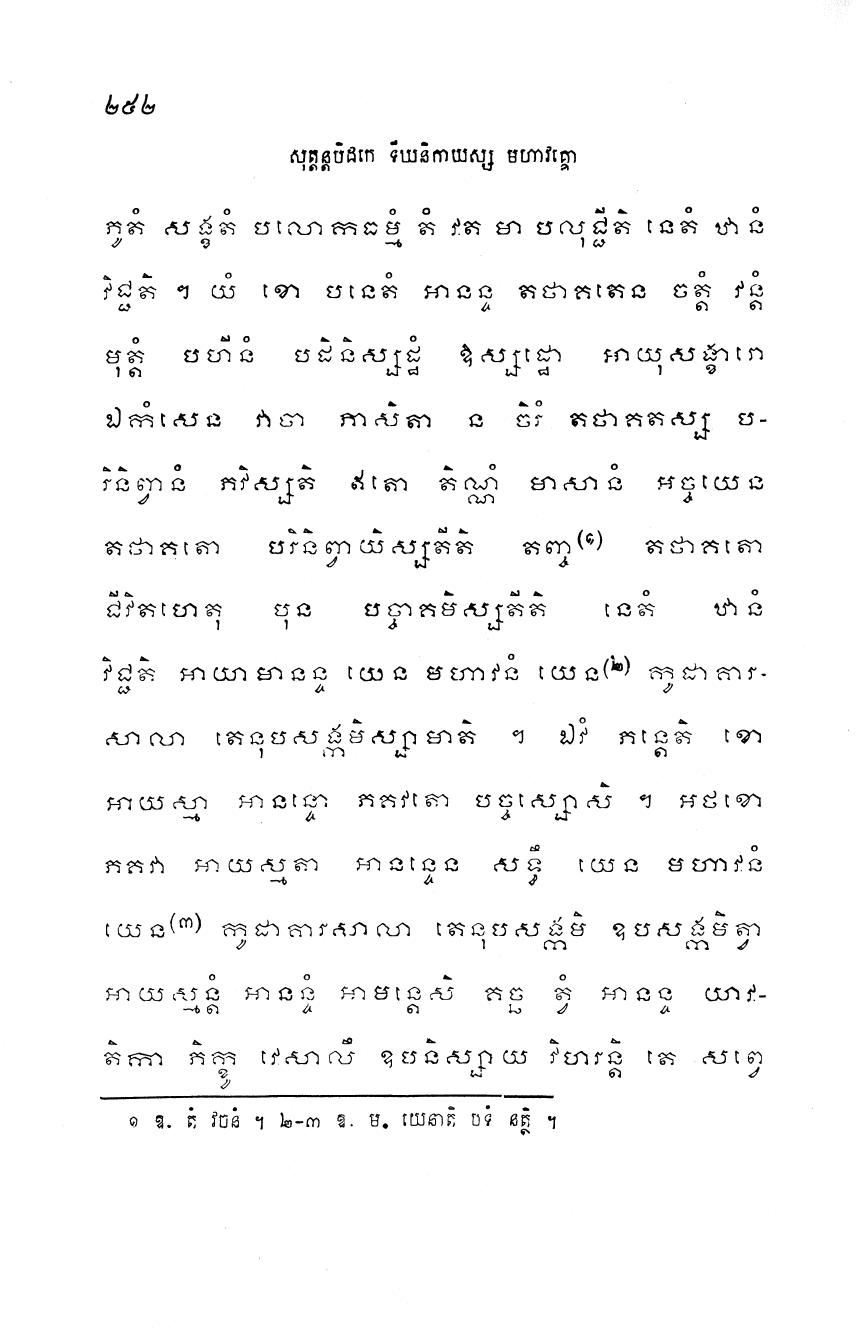 ២៥២
សុត្តន្តបិដកេ ទីឃនិកាយស្ស មហាវគ្គោ
ភូតំ សង្ខតំ បលោកធម្មំ តំ វត មា បលុជ្ជីតិ នេតំ ឋានំ
វិជ្ជតិ ។ យំ ខោ បនេតំ អានន្ទ តថាគតេន ចត្តំ វន្តំ
មុត្តំ បហីនំ បដិនិស្សដ្ឋំ ឱស្សដ្ឋោ អាយុសង្ខារោ
ឯកំសេន វាចា ភាសិតា ន ចិរំ តថាគតស្ស ប-
រិនិព្វានំ ភវិស្សតិ ឥតោ តិណ្ណំ មាសានំ អច្ចយេន
តថាគតោ បរិនិព្វាយិស្សតីតិ តញ្ច(១) តថាគតោ
ជីវិតហេតុ បុន បច្ចាគមិស្សតីតិ នេតំ ឋានំ
វិជ្ជតិ អាយាមានន្ទ យេន មហាវនំ យេន(២) កូដាគារ-
សាលា តេនុបសង្កមិស្សាមាតិ ។ ឯវំ ភន្តេតិ ខោ
អាយស្មា អានន្ទោ ភគវតោ បច្ចស្សោសិ ។ អថខោ
ភគវា អាយស្មតា អានន្ទេន សទ្ធឹ យេន មហាវនំ
យេន(៣) កូដាគារសាលា តេនុបសង្កមិ ឧបសង្កមិត្វា
អាយស្មន្តំ អានន្ទំ អាមន្តេសិ គច្ឆ ត្វំ អានន្ទ យាវ-
តិកា ភិក្ខូ វេសាលឹ ឧបនិស្សាយ វិហរន្តិ តេ សព្វេ
១ ឱ. តំ វចនំ ។ ២-៣ ឱ. ម. យេនាតិ បទំ នត្ថិ ។